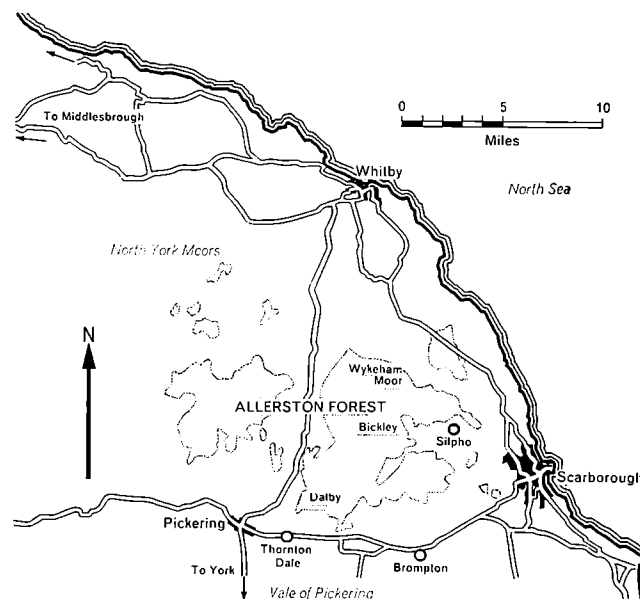 To Middlesbrough
0 5 10
Miles
Whitby
North Sea
North York Moors
N
Wykeham
Moor
ALLERSTON FOREST
Bickley
Silpho
Scarborough
Dalby
Pickering
Thornton
Dale
Brompton
To York
Vale of Pickering